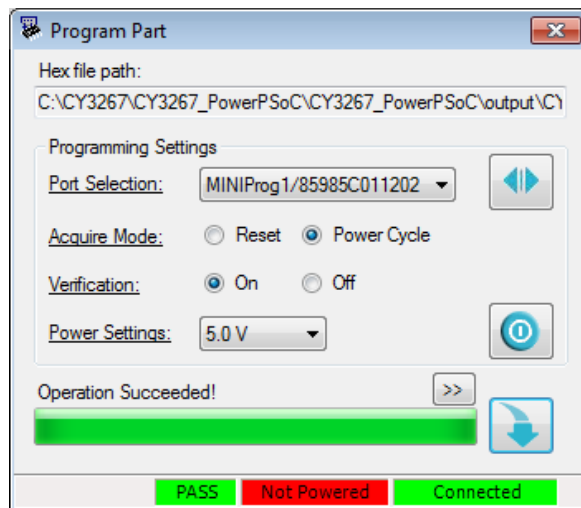 Program Part
Hex file path:
C:\CY3267\CY3267_PowerPSoC\CY3267_PowerPSoC\output\CY
Programming Settings
Port Selection: MINIProg1/85985C011202
Acquire Mode: Reset Power Cycle
Verification: On Off
Power Settings: 5.0 V
Operation Succeeded! >>
PASS Not Powered Connected